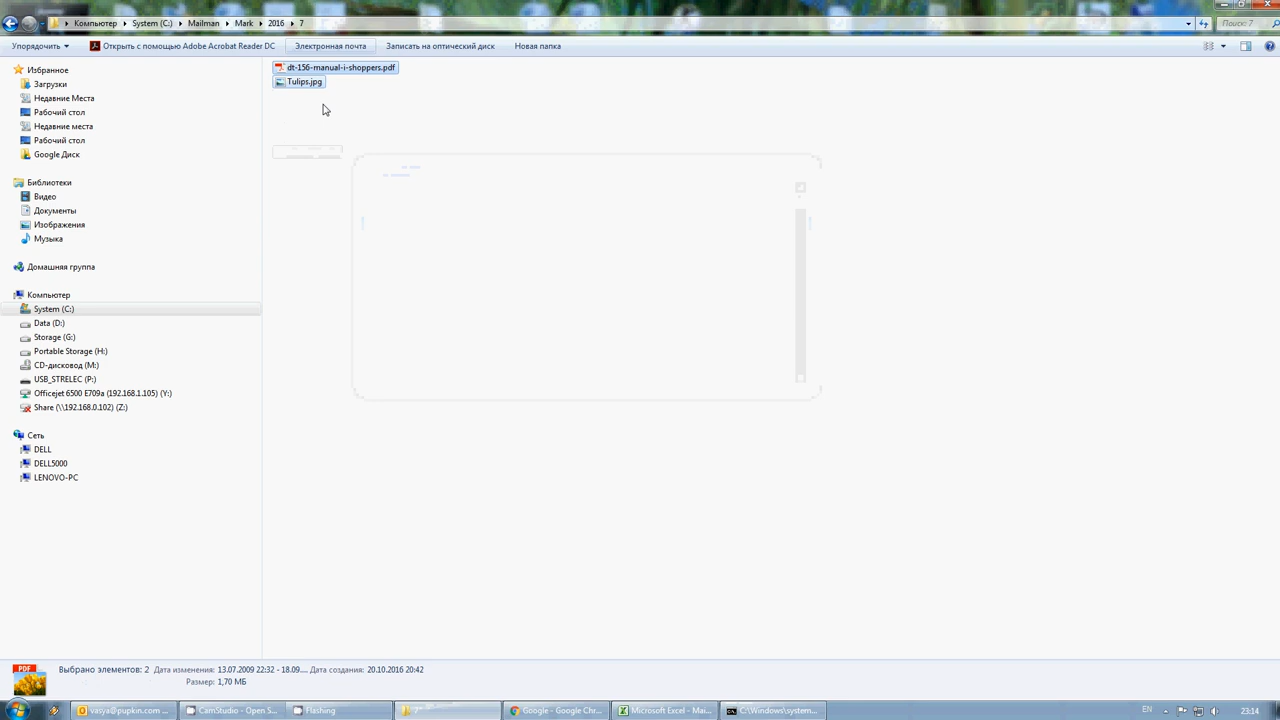 Компьютер System (C:) Mailman Mark 2016 7 Поиск: 7
Упорядочить Открыть с помощью Adobe Acrobat Reader DC Электронная почта Записать на оптический диск Новая папка
Избранное
Загрузки
Недавние Места
Рабочий стол
Недавние места
Рабочий стол
Google Диск
Библиотеки
Видео
Документы
Изображения
Музыка
Домашняя группа
Компьютер
System (C:)
Data (D:)
Storage (G:)
Portable Storage (H:)
CD-дисковод (M:)
USB_STRELEC (P:)
Officejet 6500 E709a (192.168.1.105) (Y:)
Share (\\192.168.0.102) (Z:)
Сеть
DELL
DELL5000
LENOVO-PC
dt-156-manual-i-shoppers.pdf
Tulips.jpg
PDF
Выбрано элементов: 2 Дата изменения: 13.07.2009 22:32 - 18.09.... Дата создания: 20.10.2016 20:42
Размер: 1,70 МБ
vasya@pupkin.com ... CamStudio - Open S... Flashing 7 Google - Google Chr... Microsoft Excel - Mai... C:\Windows\system... EN 23:14